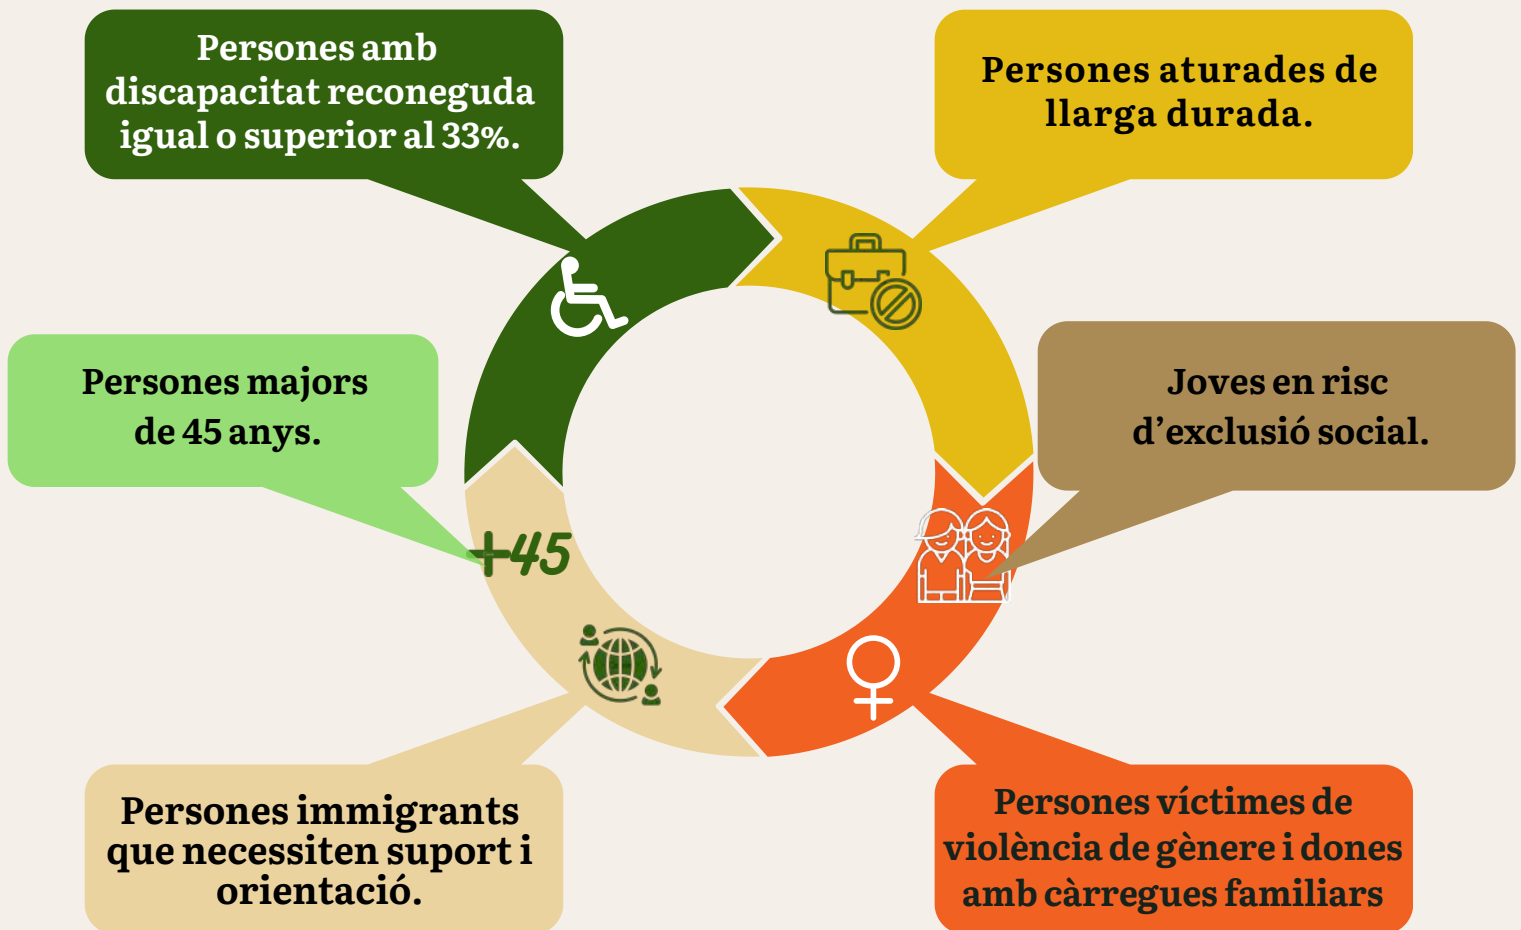 Persones amb
discapacitat reconeguda
igual o superior al 33%.
Persones aturades de
llarga durada.
Persones majors
de 45 anys.
Joves en risc
d’exclusió social.
+45
Persones immigrants
que necessiten suport i
orientació.
Persones víctimes de
violència de gènere i dones
amb càrregues familiars